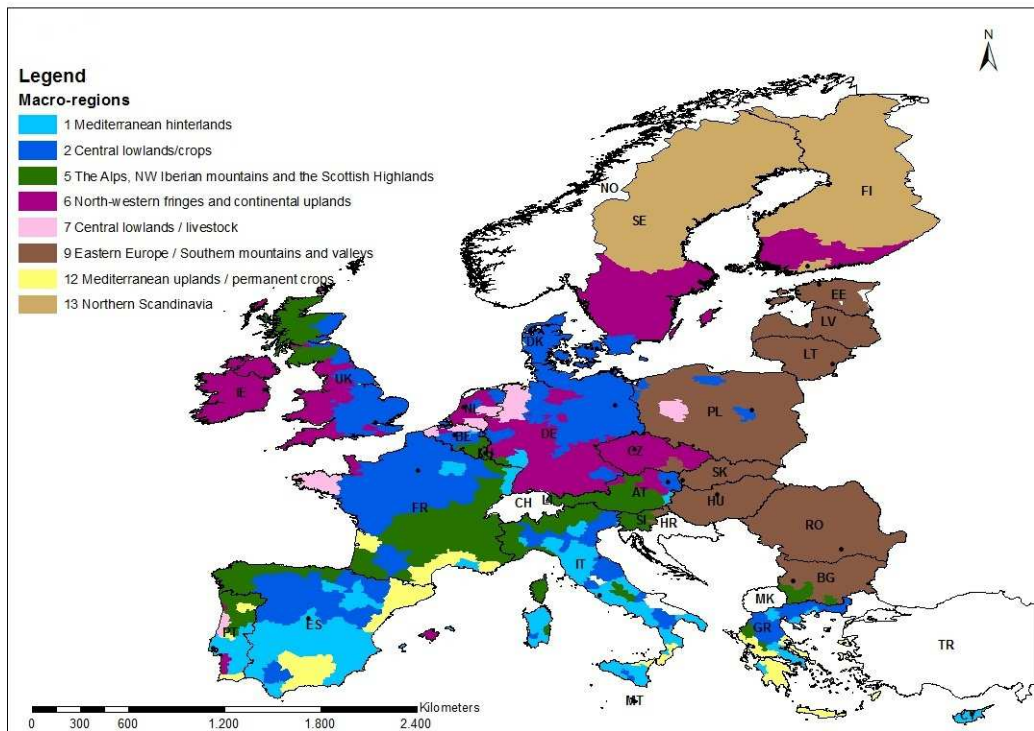 N
Legend
Macro-regions
1 Mediterranean hinterlands
2 Central lowlands/crops
5 The Alps, NW Iberian mountains and the Scottish Highlands
6 North-western fringes and continental uplands
7 Central lowlands / livestock
9 Eastern Europe / Southern mountains and valleys
12 Mediterranean uplands / permanent crops
13 Northern Scandinavia
NO
SE
FI
EE
LV
LT
DK
UK
IE
NL
PL
BE
DE
CZ
SK
AT
HU
FR
CH
LI
SI
HR
RO
IT
BG
MK
PT
ES
GR
TR
MT
Kilometers
0 300 600 1.200 1.800 2.400